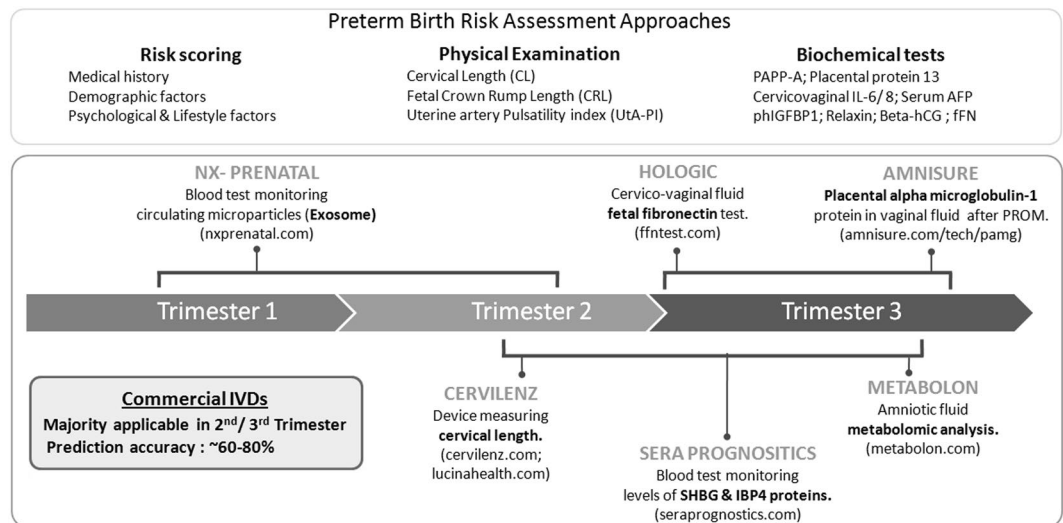 Preterm Birth Risk Assessment Approaches
Risk scoring
Medical history
Demographic factors
Psychological & Lifestyle factors
Physical Examination
Cervical Length (CL)
Fetal Crown Rump Length (CRL)
Uterine artery Pulsatility index (UtA-PI)
Biochemical tests
PAPP-A; Placental protein 13
Cervicovaginal IL-6/ 8; Serum AFP
phIGFBP1; Relaxin; Beta-hCG ; fFN
NX- PRENATAL
Blood test monitoring
circulating microparticles (Exosome)
(nxprenatal.com)
HOLOGIC
Cervico-vaginal fluid
fetal fibronectin test.
(ffntest.com)
AMNISURE
Placental alpha microglobulin-1
protein in vaginal fluid after PROM.
(amnisure.com/tech/pamg)
Trimester 1
Trimester 2
Trimester 3
Commercial IVDs
Majority applicable in 2nd/ 3rd Trimester
Prediction accuracy : ~60-80%
CERVILENZ
Device measuring
cervical length.
(cervilenz.com;
lucinahealth.com)
SERA PROGNOSITICS
Blood test monitoring
levels of SHBG & IBP4 proteins.
(seraprognostics.com)
METABOLON
Amniotic fluid
metabolomic analysis.
(metabolon.com)